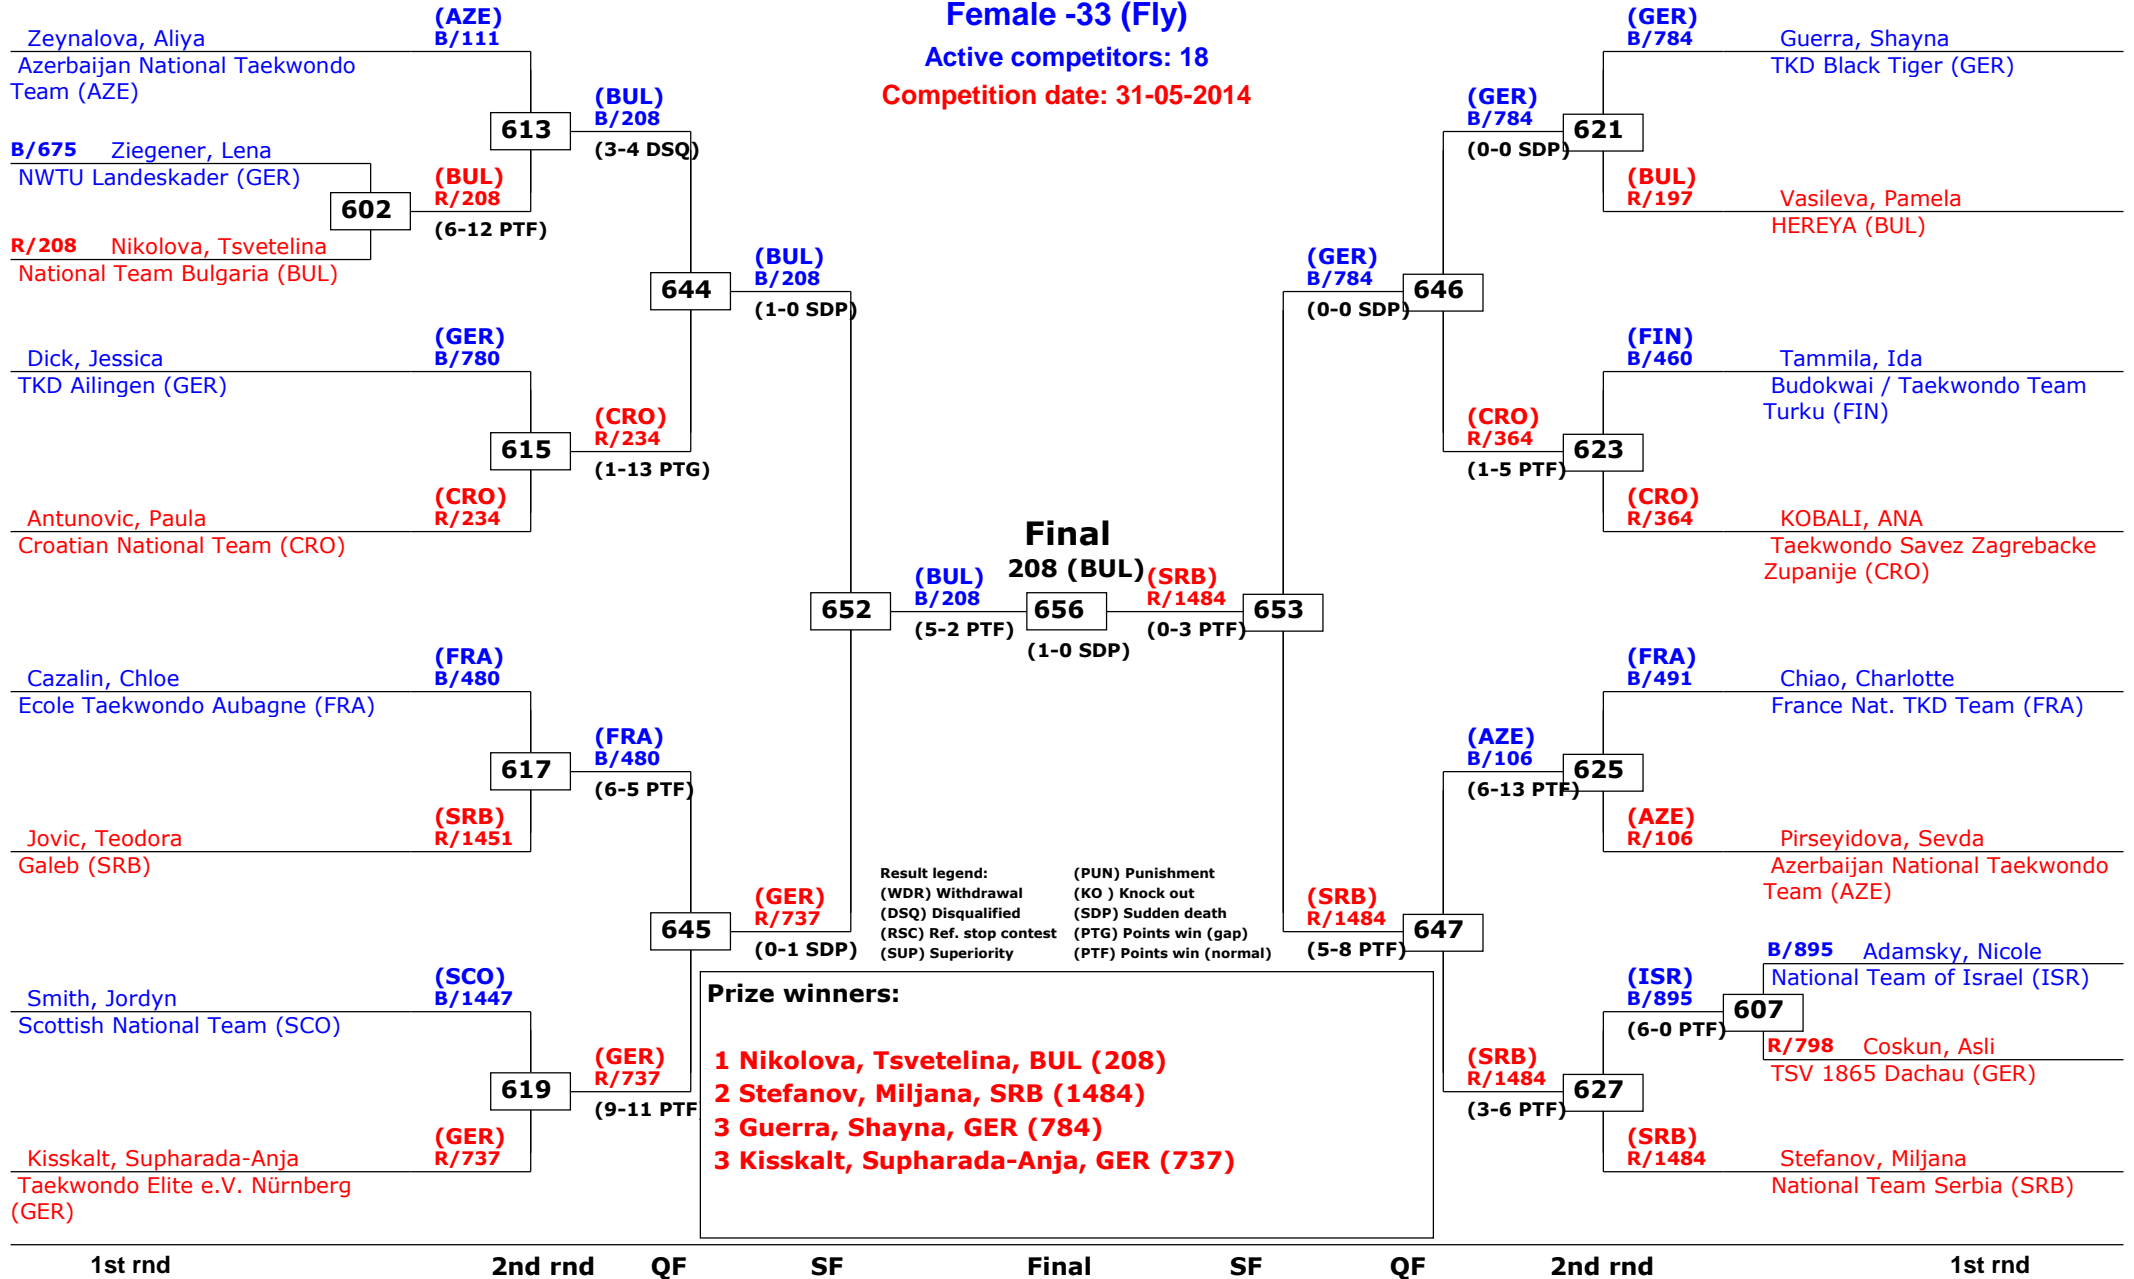 Female -33 (Fly)
Active competitors: 18
Competition date: 31-05-2014
Zeynalova, Aliya
(AZE)
B/111
Azerbaijan National Taekwondo
Team (AZE)
B/675 Ziegener, Lena
NWTU Landeskader (GER)
602
R/208 Nikolova, Tsvetelina
National Team Bulgaria (BUL)
(BUL)
R/208
(6-12 PTF)
613
(BUL)
B/208
(3-4 DSQ)
Dick, Jessica
(GER)
B/780
TKD Ailingen (GER)
615
Antunovic, Paula
(CRO)
R/234
Croatian National Team (CRO)
(CRO)
R/234
(1-13 PTG)
644
(BUL)
B/208
(1-0 SDP)
Cazalin, Chloe
(FRA)
B/480
Ecole Taekwondo Aubagne (FRA)
617
Jovic, Teodora
(SRB)
R/1451
Galeb (SRB)
(FRA)
B/480
(6-5 PTF)
Smith, Jordyn
(SCO)
B/1447
Scottish National Team (SCO)
619
Kisskalt, Supharada-Anja
(GER)
R/737
Taekwondo Elite e.V. Nürnberg
(GER)
(GER)
R/737
(9-11 PTF
645
(GER)
R/737
(0-1 SDP)
652
(BUL)
B/208
(5-2 PTF)
Final
208 (BUL)
656
(1-0 SDP)
(SRB)
R/1484
(0-3 PTF)
653
(GER)
B/784
(0-0 SDP)
646
(GER)
B/784
(0-0 SDP)
621
(GER)
B/784
Guerra, Shayna
TKD Black Tiger (GER)
(BUL)
R/197
Vasileva, Pamela
HEREYA (BUL)
(CRO)
R/364
(1-5 PTF)
623
(FIN)
B/460
Tammila, Ida
Budokwai / Taekwondo Team
Turku (FIN)
(CRO)
R/364
KOBALI, ANA
Taekwondo Savez Zagrebacke
Zupanije (CRO)
(SRB)
R/1484
(5-8 PTF)
647
(AZE)
B/106
(6-13 PTF)
625
(FRA)
B/491
Chiao, Charlotte
France Nat. TKD Team (FRA)
(AZE)
R/106
Pirseyidova, Sevda
Azerbaijan National Taekwondo
Team (AZE)
(SRB)
R/1484
(3-6 PTF)
627
(ISR)
B/895
(6-0 PTF)
607
B/895 Adamsky, Nicole
National Team of Israel (ISR)
R/798 Coskun, Asli
TSV 1865 Dachau (GER)
(SRB)
R/1484
Stefanov, Miljana
National Team Serbia (SRB)
Result legend:
(WDR) Withdrawal
(DSQ) Disqualified
(RSC) Ref. stop contest
(SUP) Superiority
(PUN) Punishment
(KO ) Knock out
(SDP) Sudden death
(PTG) Points win (gap)
(PTF) Points win (normal)
Prize winners:
1 Nikolova, Tsvetelina, BUL (208)
2 Stefanov, Miljana, SRB (1484)
3 Guerra, Shayna, GER (784)
3 Kisskalt, Supharada-Anja, GER (737)
1st rnd 2nd rnd QF SF Final SF QF 2nd rnd 1st rnd